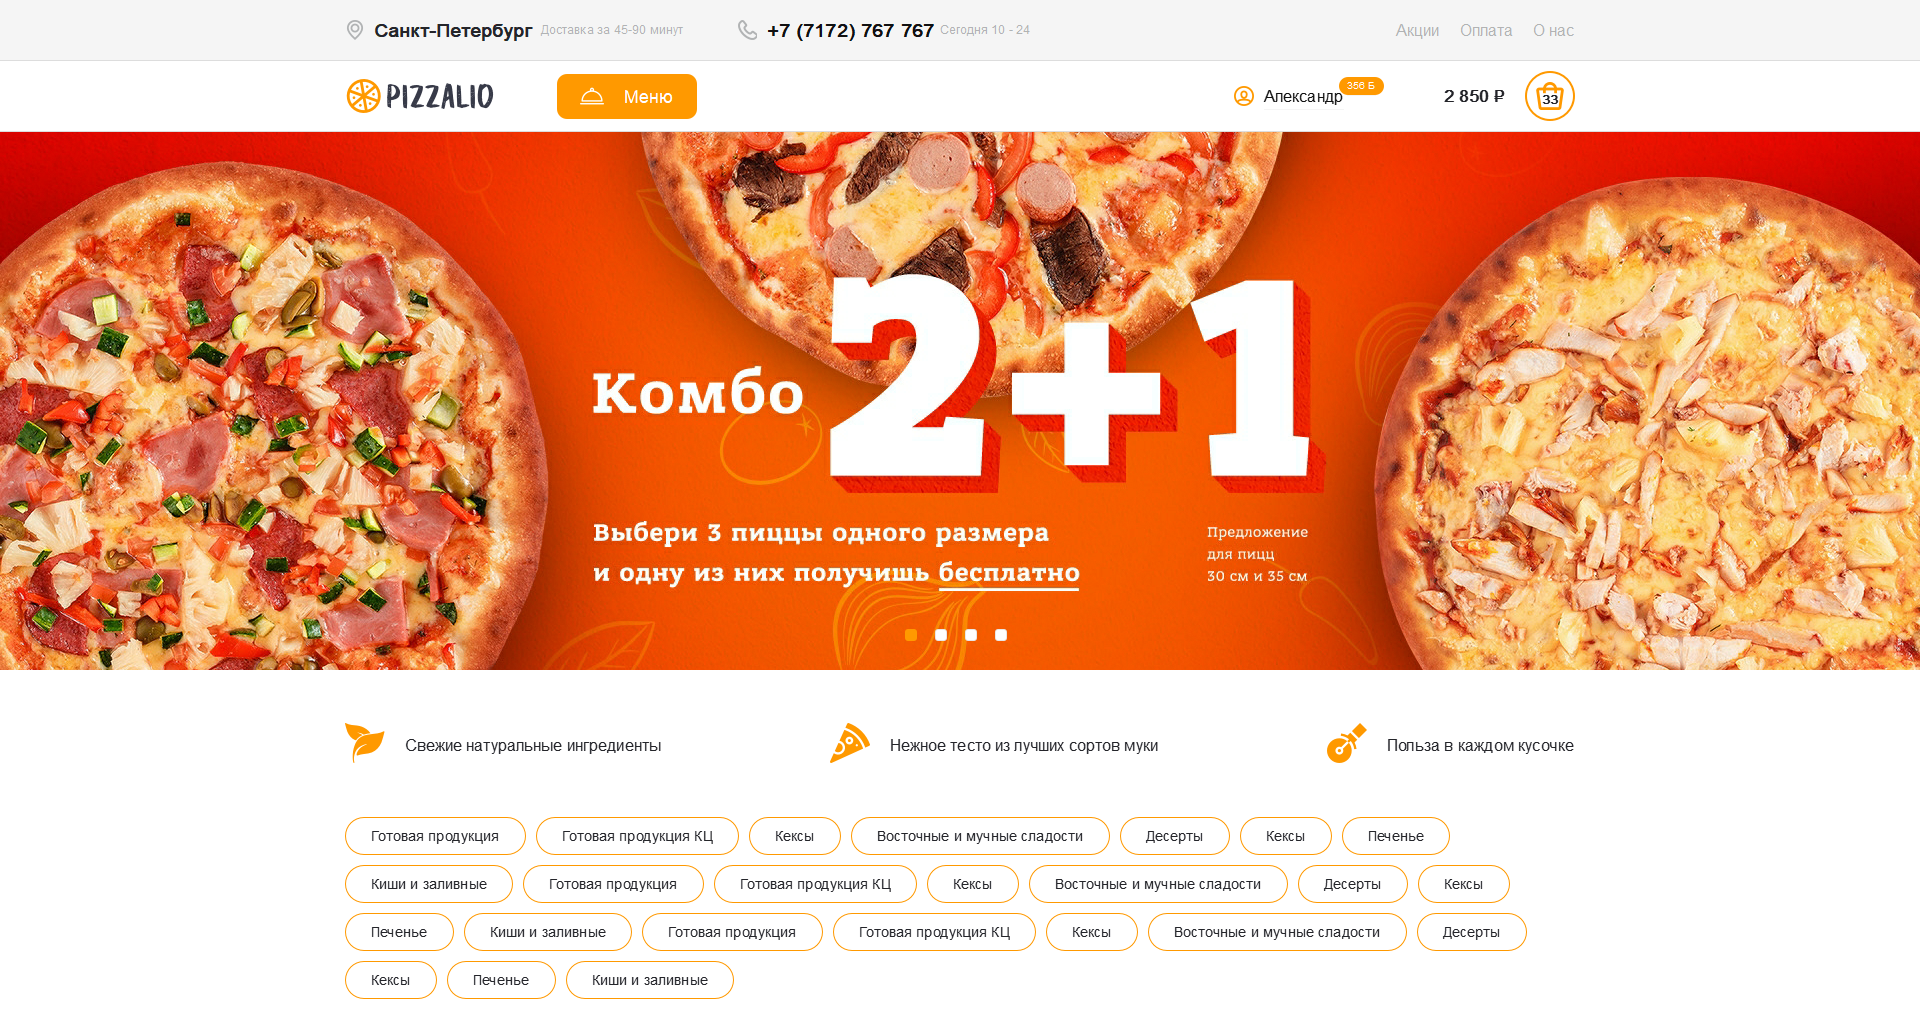 Санкт-Петербург Доставка за 45-90 минут +7 (7172) 767 767 Сегодня 10 - 24 Акции Оплата О нас
PIZZALIO Меню Александр 356 Б 2 850 ₽ 33
Комбо 2+1
Выбери 3 пиццы одного размера
и одну из них получишь бесплатно
Предложение
для пицц
30 см и 35 см
Свежие натуральные ингредиенты Нежное тесто из лучших сортов муки Польза в каждом кусочке
Готовая продукция Готовая продукция КЦ Кексы Восточные и мучные сладости Десерты Кексы Печенье
Киши и заливные Готовая продукция Готовая продукция КЦ Кексы Восточные и мучные сладости Десерты Кексы
Печенье Киши и заливные Готовая продукция Готовая продукция КЦ Кексы Восточные и мучные сладости Десерты
Кексы Печенье Киши и заливные